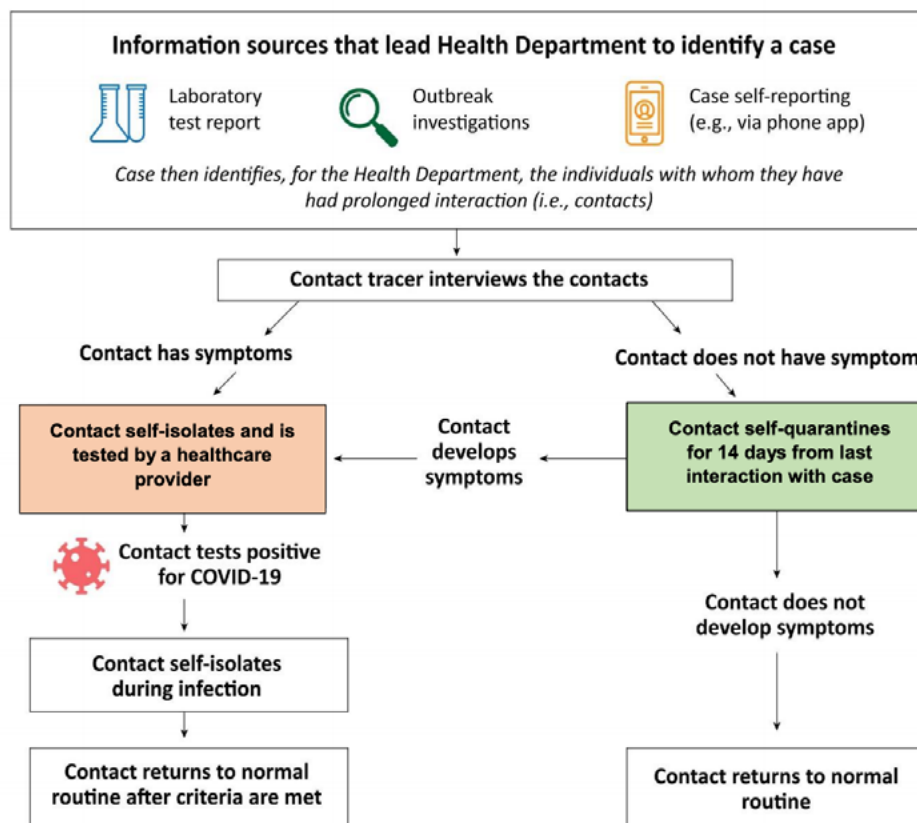 Information sources that lead Health Department to identify a case
Laboratory
test report
Outbreak
investigations
Case self-reporting
(e.g., via phone app)
Case then identifies, for the Health Department, the individuals with whom they have
had prolonged interaction (i.e., contacts)
Contact tracer interviews the contacts
Contact has symptoms
Contact does not have symptom
Contact self-isolates and is
tested by a healthcare
provider
Contact
develops
symptoms
Contact self-quarantines
for 14 days from last
interaction with case
Contact tests positive
for COVID-19
Contact does not
develop symptoms
Contact self-isolates
during infection
Contact returns to normal
routine after criteria are met
Contact returns to normal
routine